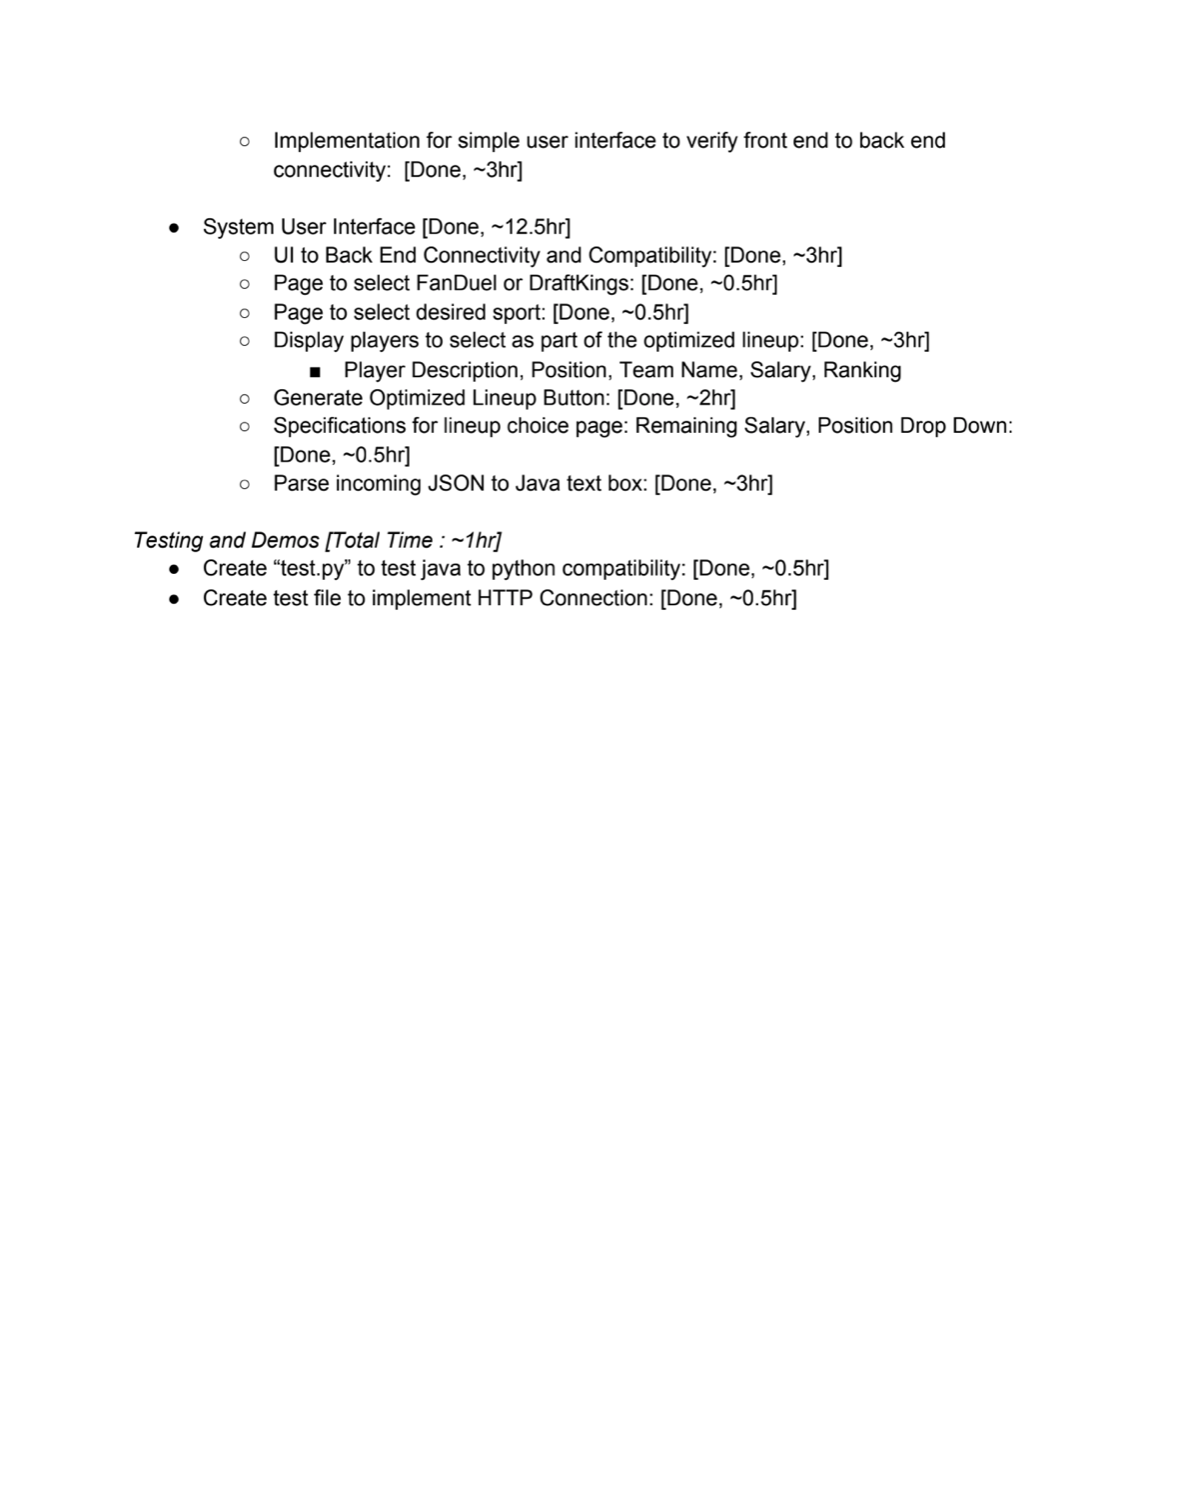 ○ Implementation for simple user interface to verify front end to back end
connectivity:  [Done, ~3hr]
● System User Interface [Done, ~12.5hr]
○ UI to Back End Connectivity and Compatibility: [Done, ~3hr]
○ Page to select FanDuel or DraftKings: [Done, ~0.5hr]
○ Page to select desired sport: [Done, ~0.5hr]
○ Display players to select as part of the optimized lineup: [Done, ~3hr]
■ Player Description, Position, Team Name, Salary, Ranking
○ Generate Optimized Lineup Button: [Done, ~2hr]
○ Specifications for lineup choice page: Remaining Salary, Position Drop Down:
[Done, ~0.5hr]
○ Parse incoming JSON to Java text box: [Done, ~3hr]
Testing and Demos [Total Time : ~1hr]
● Create “test.py” to test java to python compatibility: [Done, ~0.5hr]
● Create test file to implement HTTP Connection: [Done, ~0.5hr]